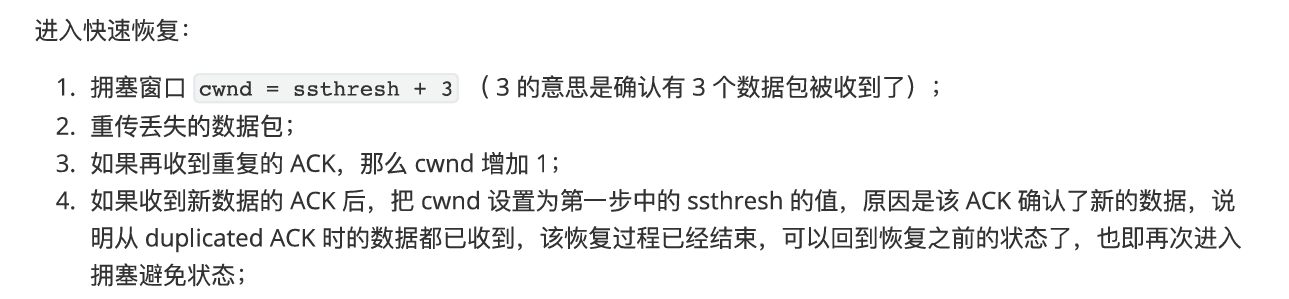 进入快速恢复：
1. 拥塞窗口 cwnd = ssthresh + 3 （ 3 的意思是确认有 3 个数据包被收到了）；
2. 重传丢失的数据包；
3. 如果再收到重复的 ACK，那么 cwnd 增加 1；
4. 如果收到新数据的 ACK 后，把 cwnd 设置为第一步中的 ssthresh 的值，原因是该 ACK 确认了新的数据，说
明从 duplicated ACK 时的数据都已收到，该恢复过程已经结束，可以回到恢复之前的状态了，也即再次进入
拥塞避免状态；